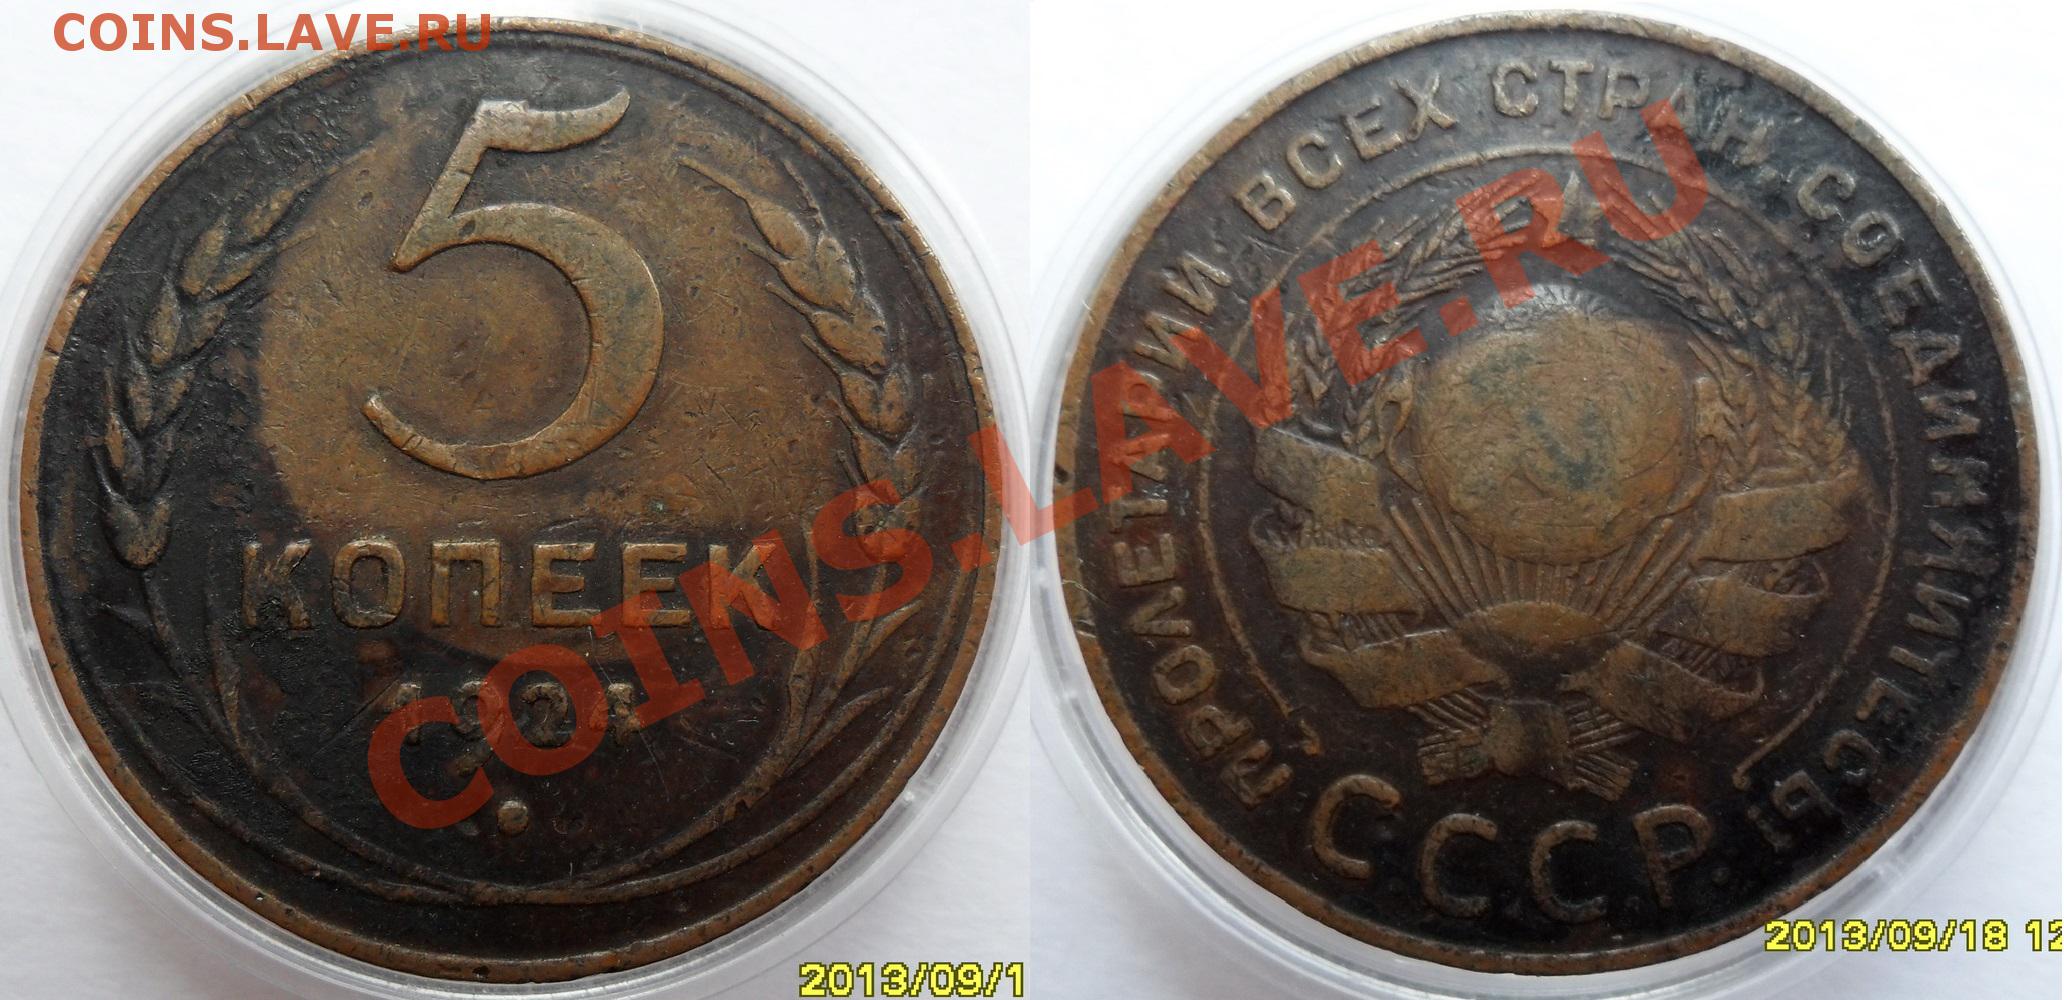 COINS.LAVE.RU
5
КОПЕЕК
1924
COINS.LAVE.RU
2013/09/1
ПРОЛЕТАРИИ ВСЕХ СТРАН, СОЕДИНЯЙТЕСЬ!
СССР
2013/09/18 12